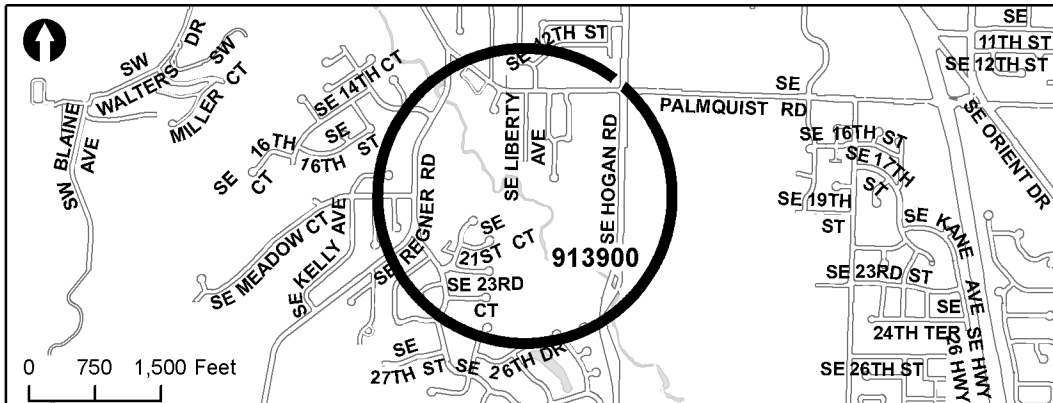 SW WALTERS DR
SW MILLER CT
SW BLAINE AVE
SE 14TH CT
SE 16TH ST
SE 16TH CT
SE MEADOW CT
SE KELLY AVE
SE REGNER RD
SE 12TH ST
SE LIBERTY AVE
SE HOGAN RD
SE 21ST CT
SE 23RD CT
913900
SE 27TH ST
SE 26TH DR
SE PALMQUIST RD
SE 11TH ST
SE 12TH ST
SE ORIENT DR
SE 16TH ST
SE 17TH ST
SE 19TH ST
SE KANE AVE
SE 23RD ST
SE 24TH TER
SE 26TH ST
SE HWY 26
HWY
0 750 1,500 Feet